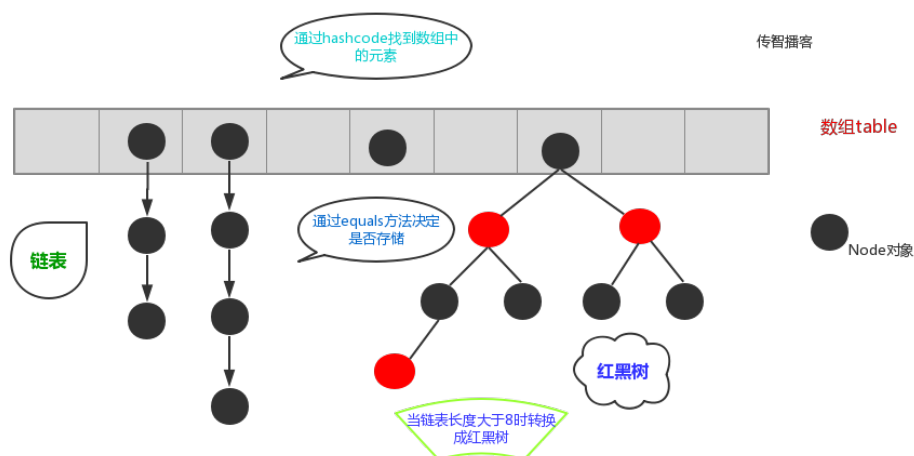 通过hashcode找到数组中
的元素
传智播客
数组table
通过equals方法决定
是否存储
链表
Node对象
红黑树
当链表长度大于8时转换
成红黑树